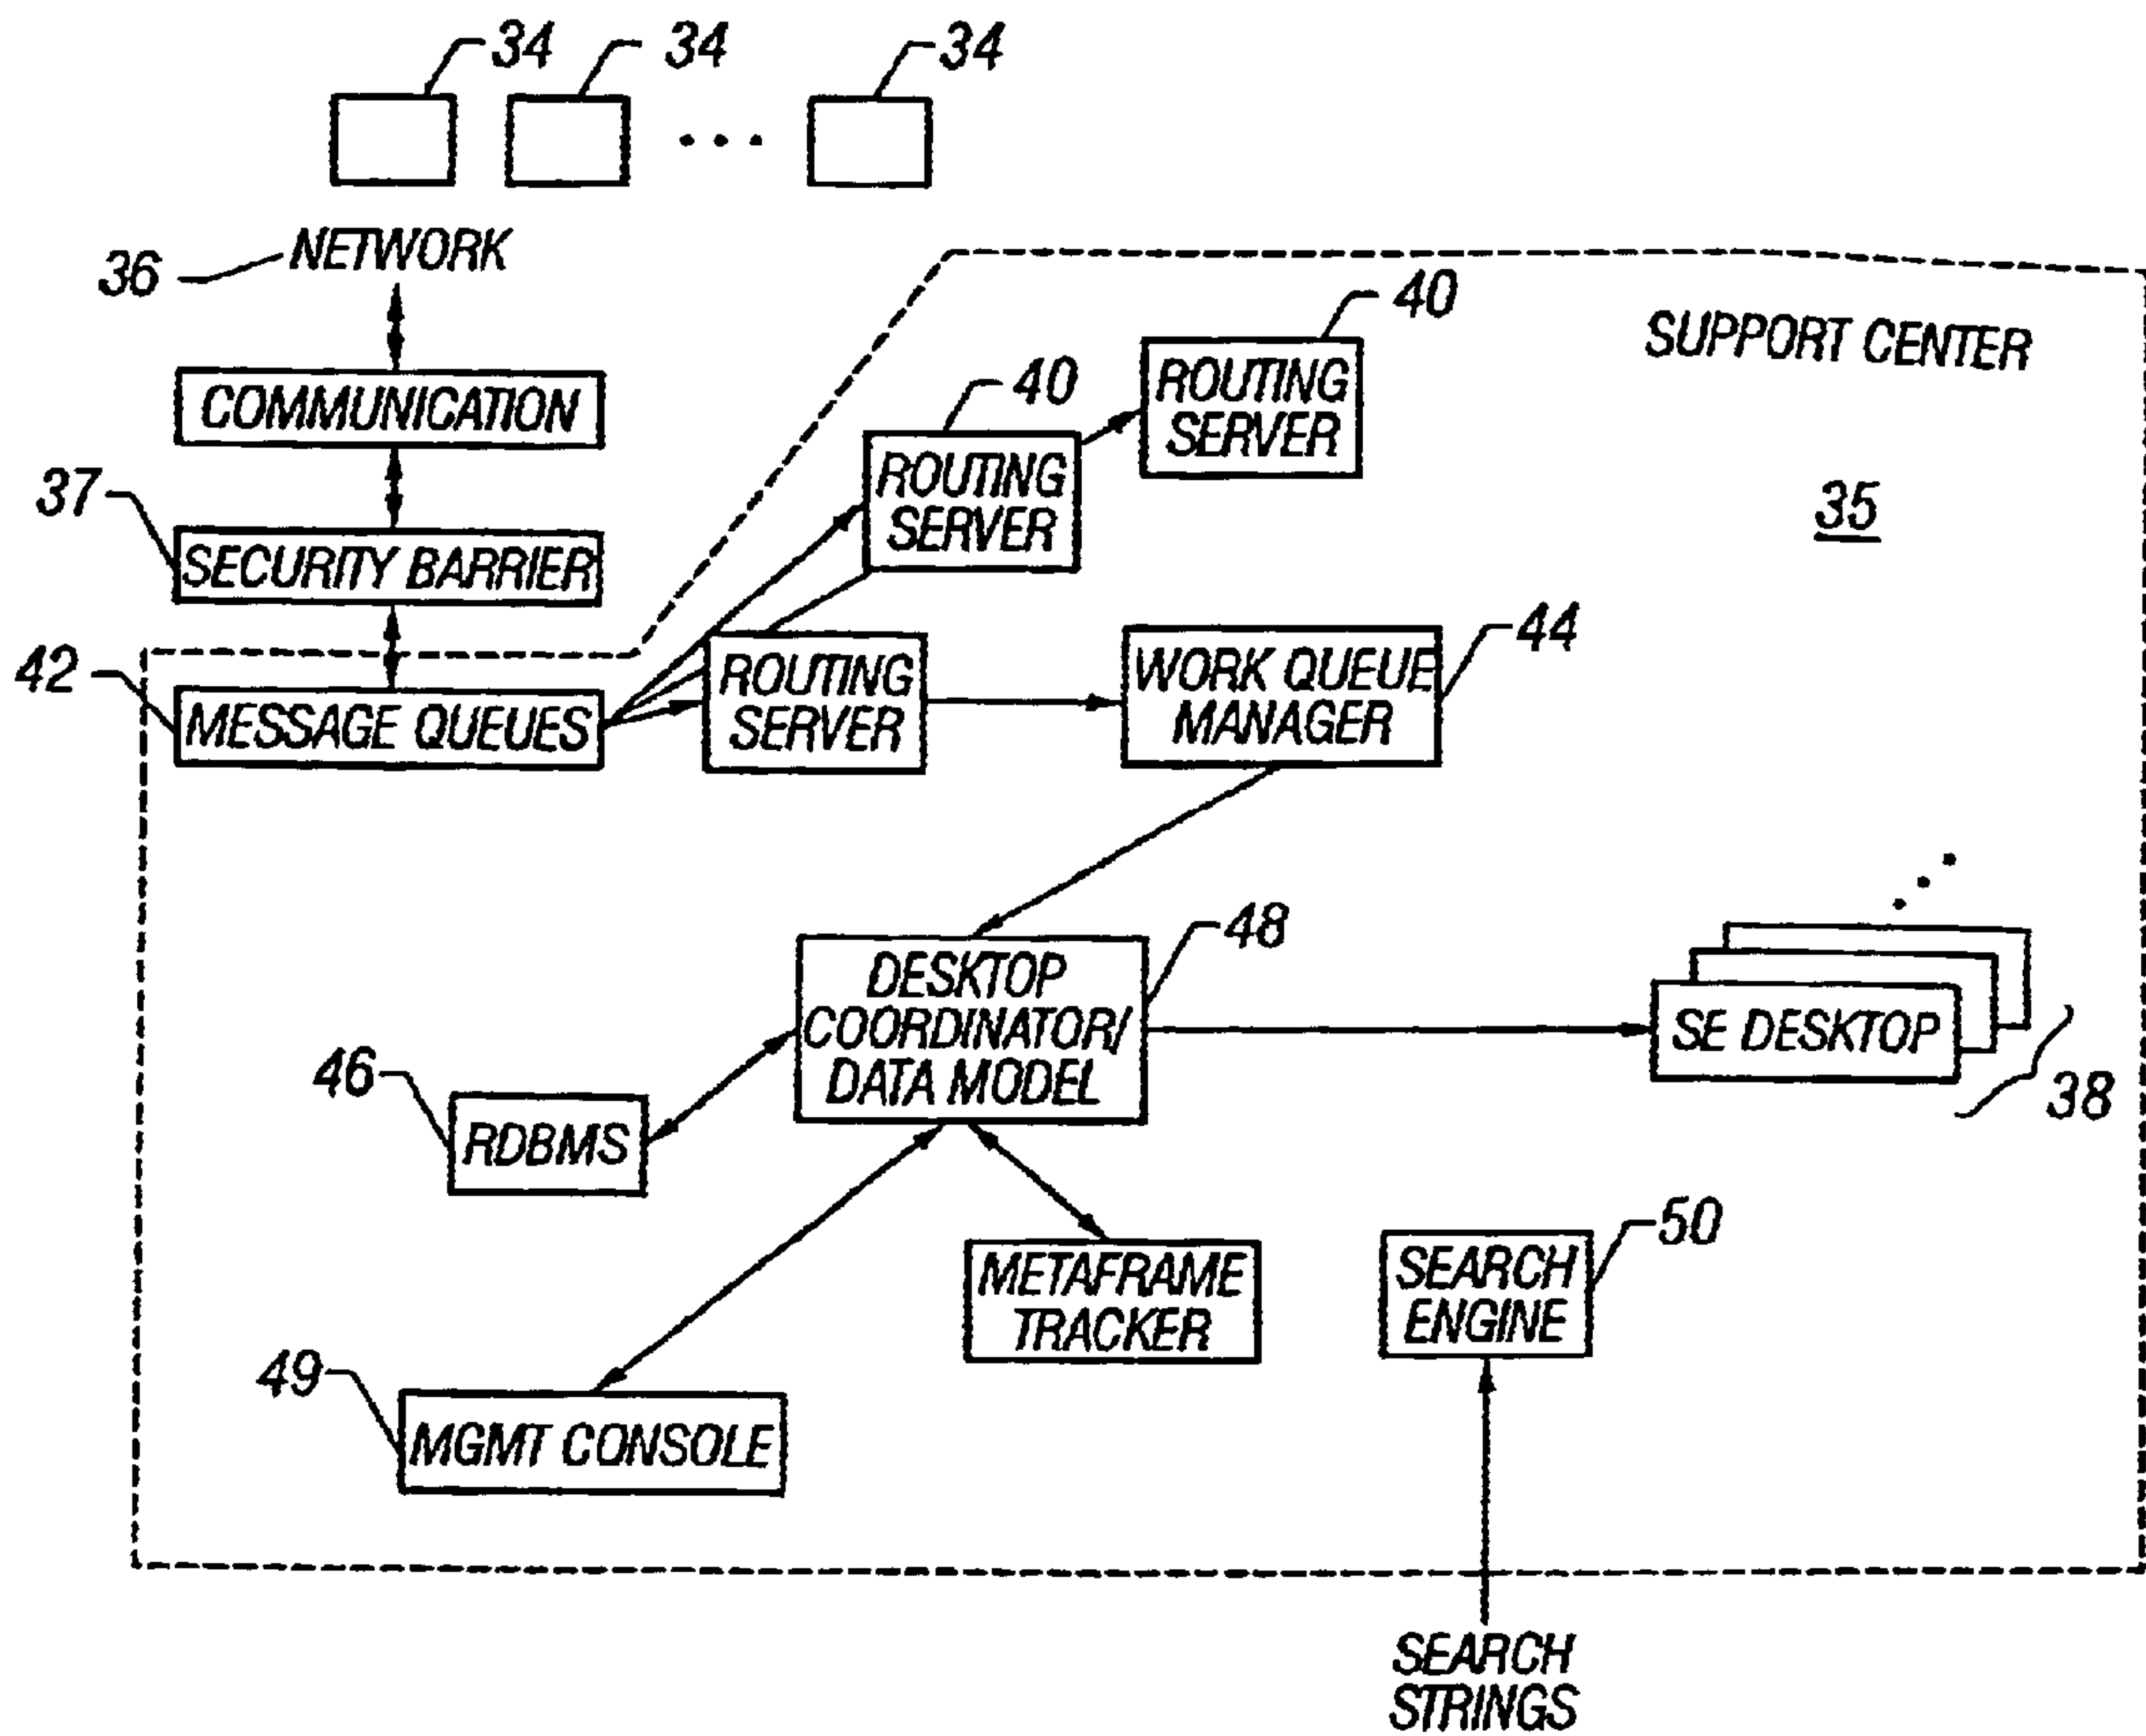 34
34
34
36
NETWORK
40
SUPPORT CENTER
ROUTING
SERVER
COMMUNICATION
40
ROUTING
SERVER
35
37
SECURITY BARRIER
44
42
MESSAGE QUEUES
ROUTING
SERVER
WORK QUEUE
MANAGER
48
DESKTOP
COORDINATOR/
DATA MODEL
SE DESKTOP
38
46
RDBMS
50
METAFRAME
TRACKER
SEARCH
ENGINE
49
MGMT CONSOLE
SEARCH
STRINGS